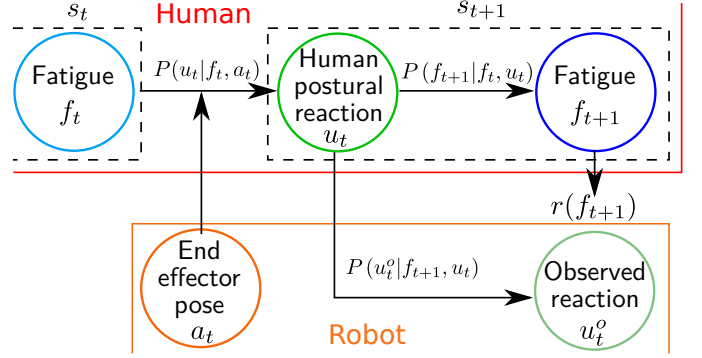 s_t
Human
s_{t+1}
Fatigue
f_t
P(u_t|f_t, a_t)
Human
postural
reaction
u_t
P(f_{t+1}|f_t, u_t)
Fatigue
f_{t+1}
r(f_{t+1})
End
effector
pose
a_t
P(u_t^o|f_{t+1}, u_t)
Observed
reaction
u_t^o
Robot